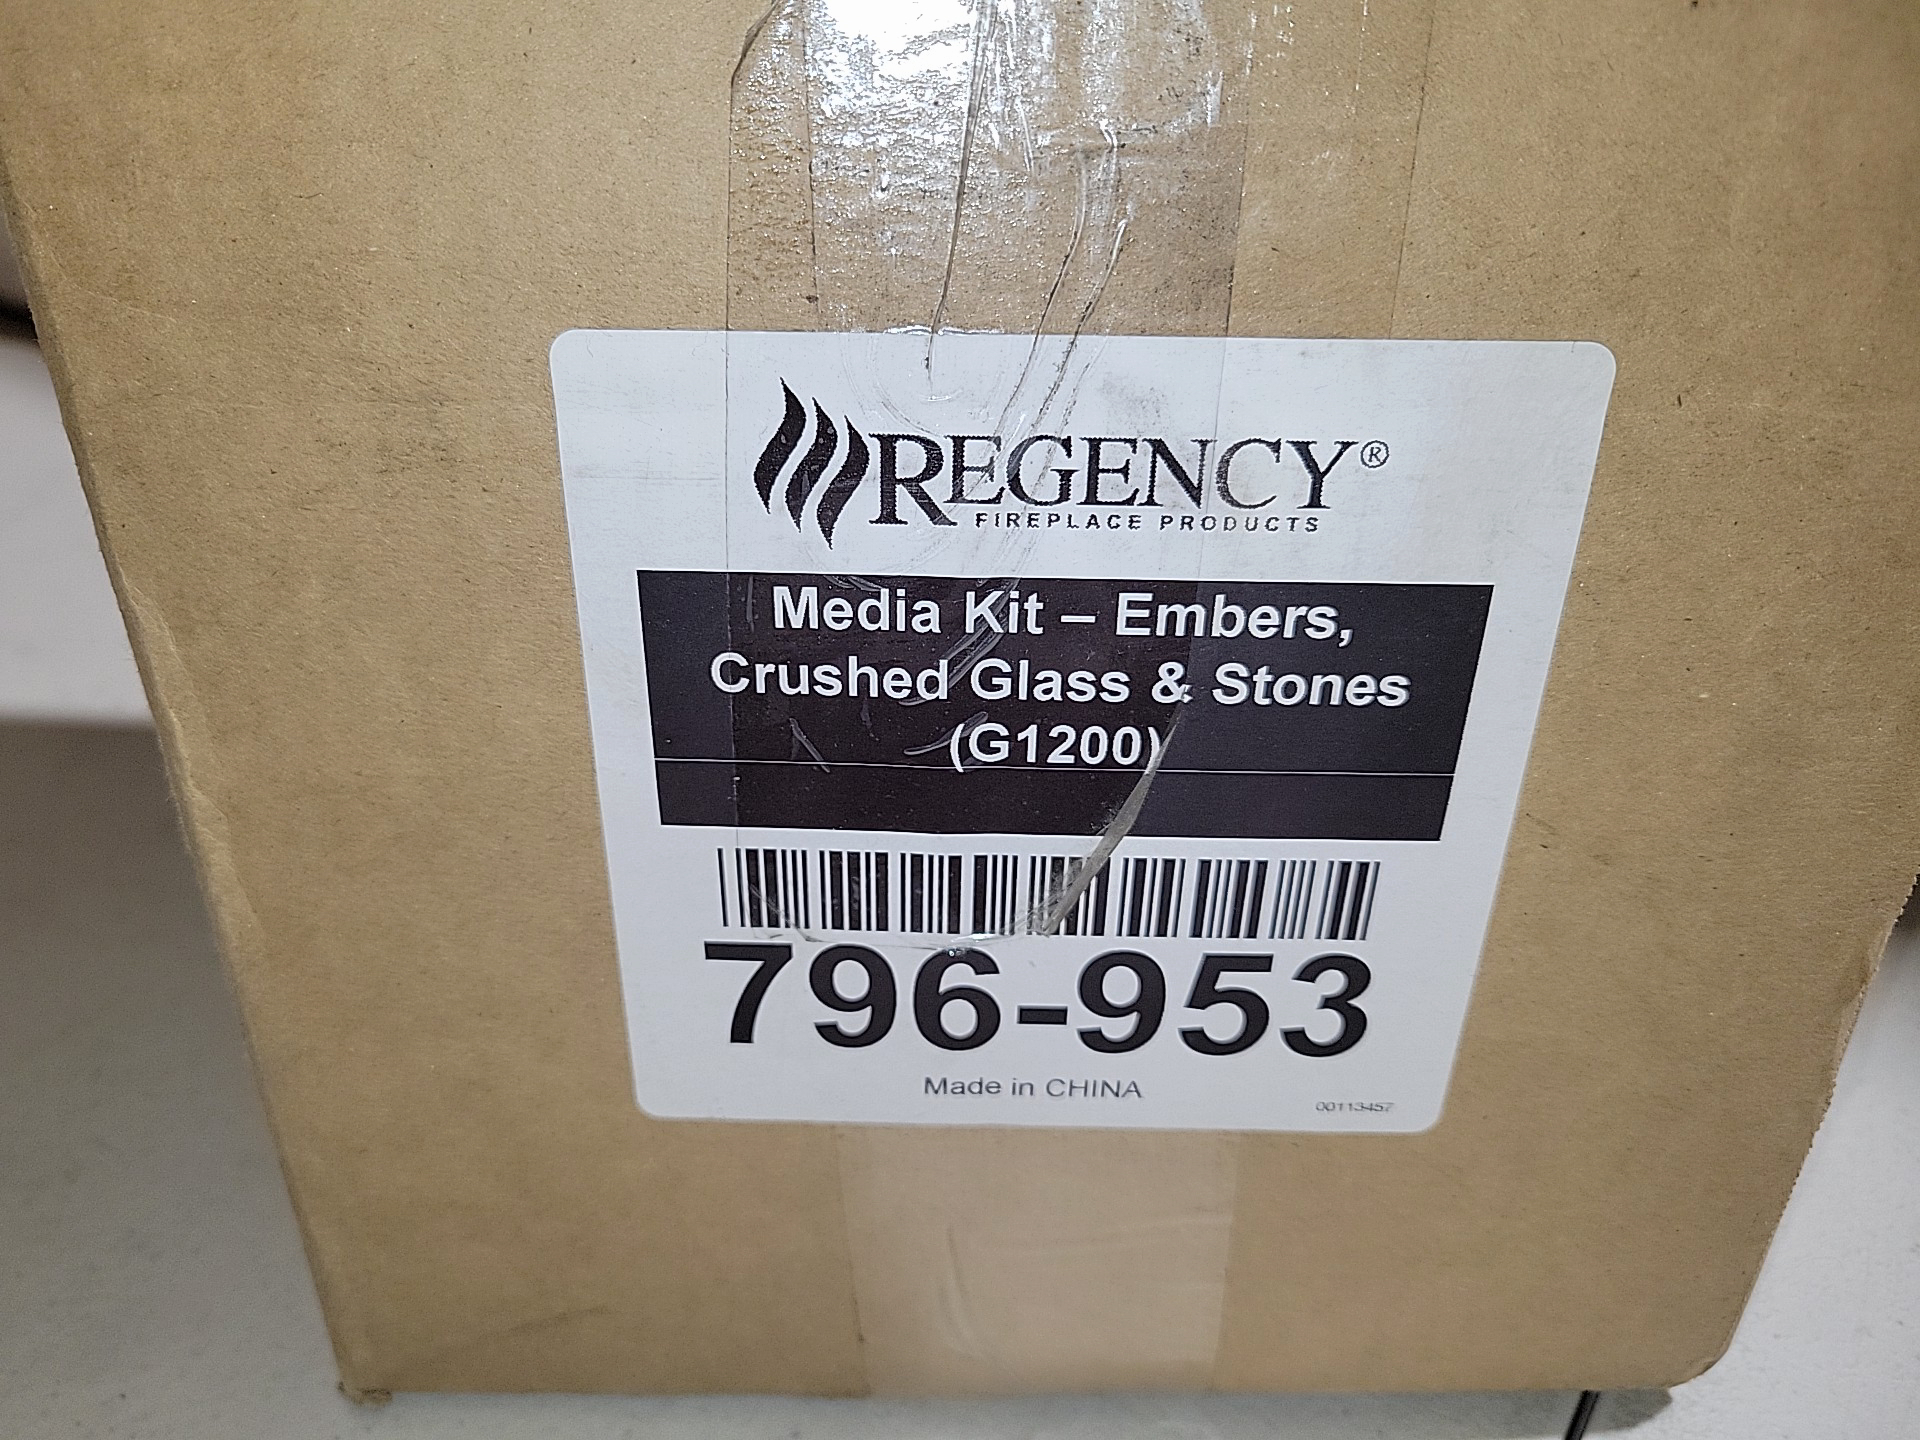 REGENCY®
FIREPLACE PRODUCTS
Media Kit – Embers,
Crushed Glass & Stones
(G1200)
796-953
Made in CHINA
00113457